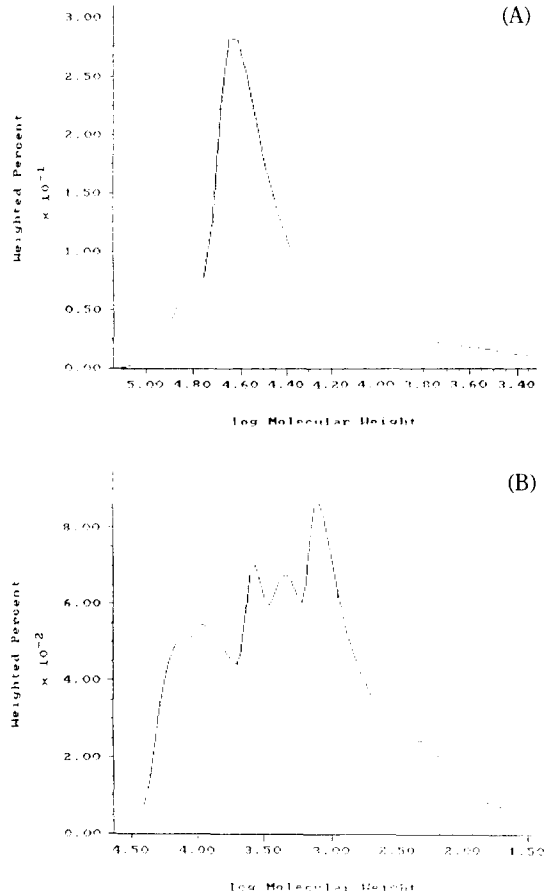 (A)
3.00
2.50
2.00
1.50
1.00
0.50
0.00
Weighted Percent
× 10⁻¹
5.00 4.80 4.60 4.40 4.20 4.00 3.80 3.60 3.40
log Molecular Weight
(B)
8.00
6.00
4.00
2.00
0.00
Weighted Percent
× 10⁻²
4.50 4.00 3.50 3.00 2.50 2.00 1.50
log Molecular Weight